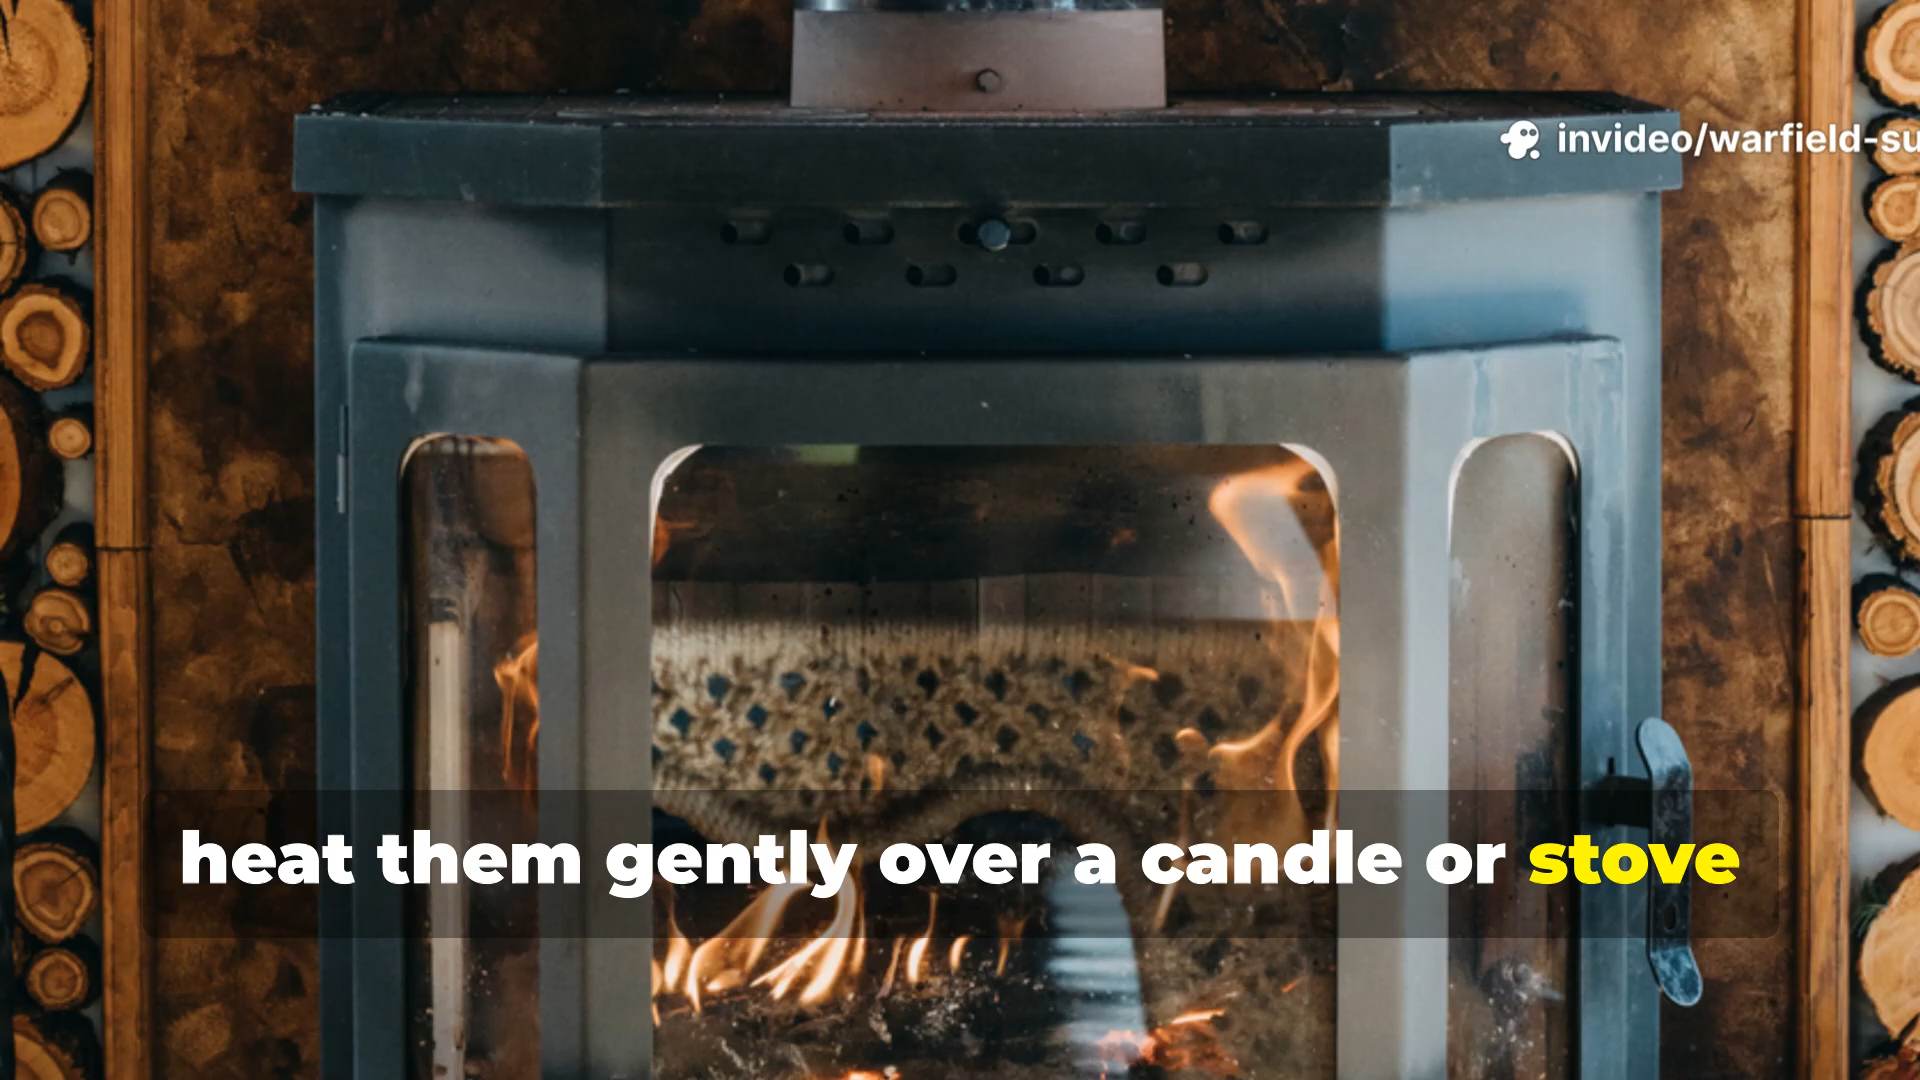 invideo/warfield-su
heat them gently over a candle or stove